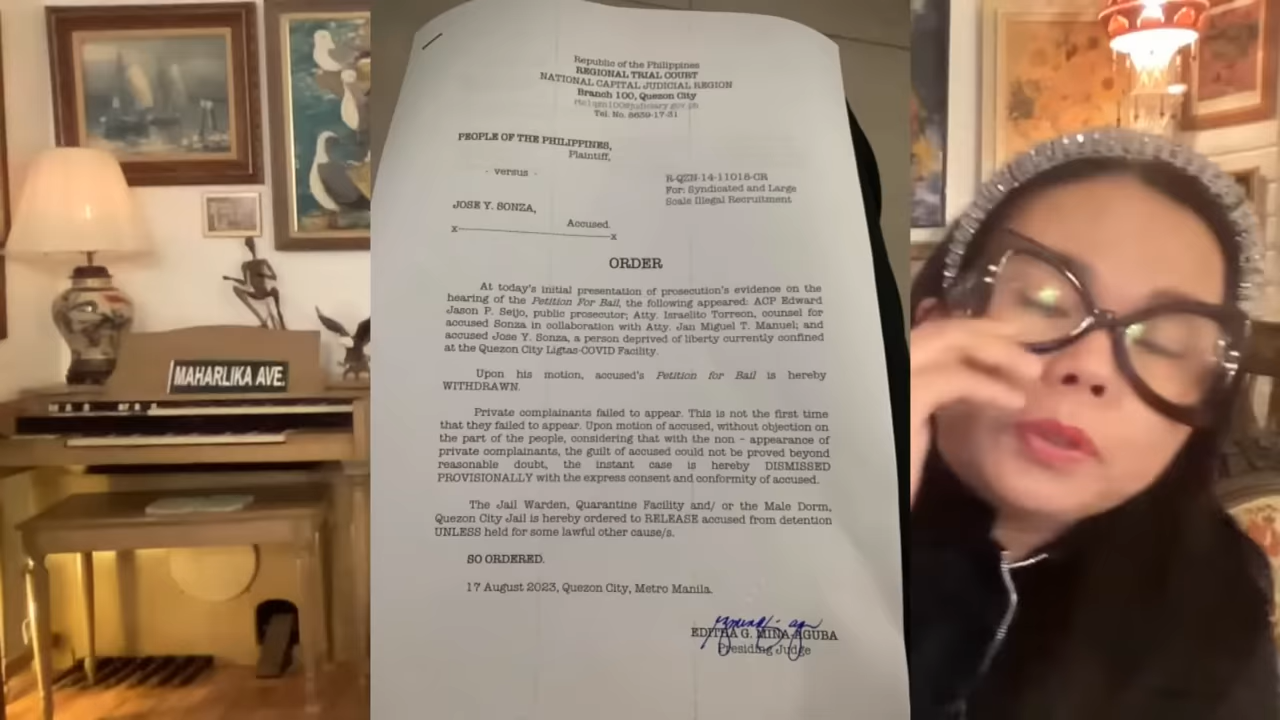 MAHARLIKA AVE.
Republic of the Philippines
REGIONAL TRIAL COURT
NATIONAL CAPITAL JUDICIAL REGION
Branch 100, Quezon City
Tel. No. 8639-17-31
PEOPLE OF THE PHILIPPINES,
Plaintiff,
- versus -
R-QZN-14-11018-CR
For: Syndicated and Large
Scale Illegal Recruitment
JOSE Y. SONZA,
Accused.
x--------------------x
ORDER
At today's initial presentation of prosecution's evidence on the
hearing of the Petition For Bail, the following appeared: ACP Edward
Jason P. Seijo, public prosecutor; Atty. Israelito Torreon, counsel for
accused Sonza in collaboration with Atty. Jan Miguel T. Manuel; and
accused Jose Y. Sonza, a person deprived of liberty currently confined
at the Quezon City Ligtas-COVID Facility.
Upon his motion, accused's Petition for Bail is hereby
WITHDRAWN.
Private complainants failed to appear. This is not the first time
that they failed to appear. Upon motion of accused, without objection on
the part of the people, considering that with the non - appearance of
private complainants, the guilt of accused could not be proved beyond
reasonable doubt, the instant case is hereby DISMISSED
PROVISIONALLY with the express consent and conformity of accused.
The Jail Warden, Quarantine Facility and/ or the Male Dorm,
Quezon City Jail is hereby ordered to RELEASE accused from detention
UNLESS held for some lawful other cause/s.
SO ORDERED.
17 August 2023, Quezon City, Metro Manila.
EDITHA G. MINA-AGUBA
Presiding Judge